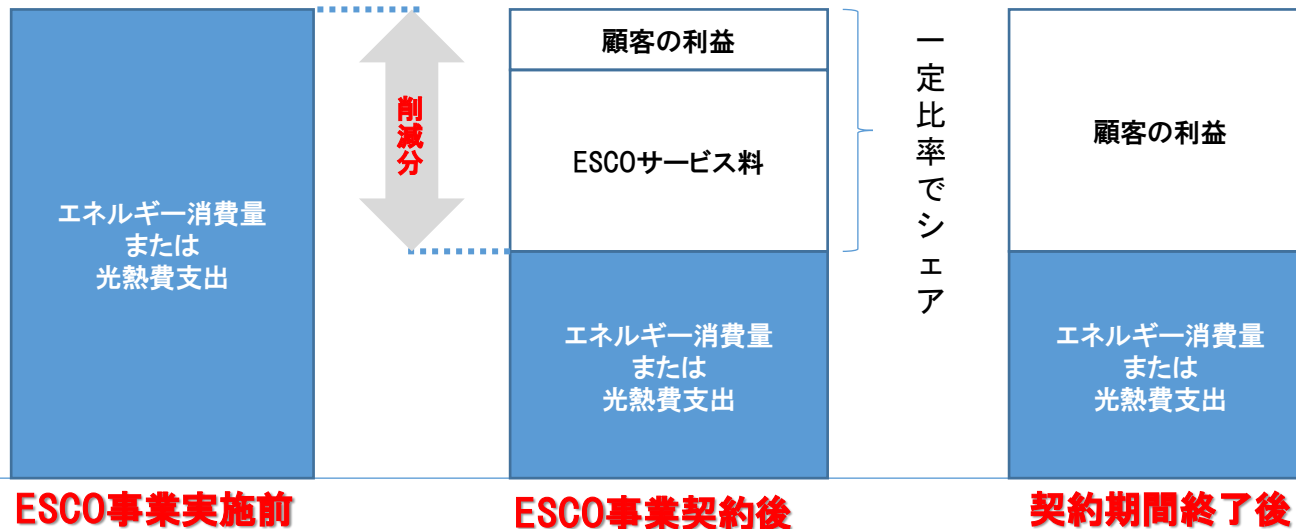 エネルギー消費量
または
光熱費支出
削減分
顧客の利益
ESCOサービス料
エネルギー消費量
または
光熱費支出
一定比率でシェア
顧客の利益
エネルギー消費量
または
光熱費支出
ESCO事業実施前
ESCO事業契約後
契約期間終了後